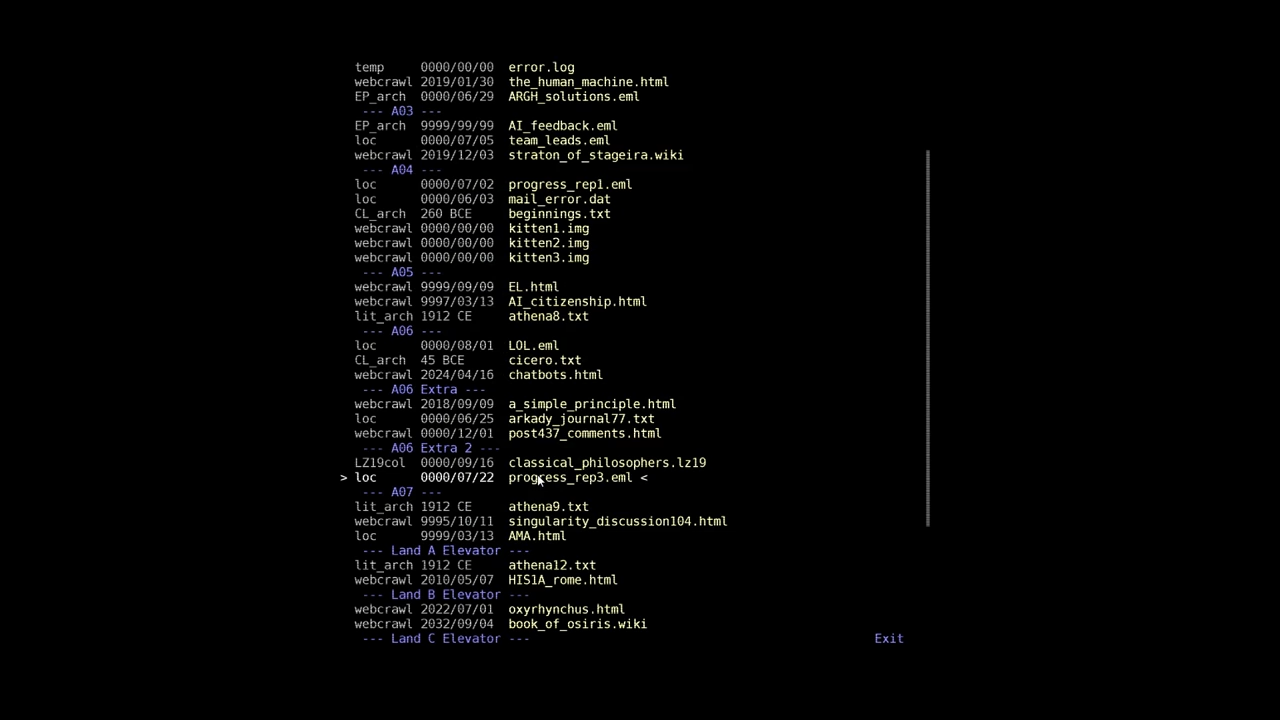 temp 0000/00/00 error.log
webcrawl 2019/01/30 the_human_machine.html
EP_arch 0000/06/29 ARGH_solutions.eml
--- A03 ---
EP_arch 9999/99/99 AI_feedback.eml
loc 0000/07/05 team_leads.eml
webcrawl 2019/12/03 straton_of_stageira.wiki
--- A04 ---
loc 0000/07/02 progress_rep1.eml
loc 0000/06/03 mail_error.dat
CL_arch 260 BCE beginnings.txt
webcrawl 0000/00/00 kitten1.img
webcrawl 0000/00/00 kitten2.img
webcrawl 0000/00/00 kitten3.img
--- A05 ---
webcrawl 9999/09/09 EL.html
webcrawl 9997/03/13 AI_citizenship.html
lit_arch 1912 CE athena8.txt
--- A06 ---
loc 0000/08/01 LOL.eml
CL_arch 45 BCE cicero.txt
webcrawl 2024/04/16 chatbots.html
--- A06 Extra ---
webcrawl 2018/09/09 a_simple_principle.html
loc 0000/06/25 arkady_journal77.txt
webcrawl 0000/12/01 post437_comments.html
--- A06 Extra 2 ---
LZ19col 0000/09/16 classical_philosophers.lz19
> loc 0000/07/22 progress_rep3.eml <
--- A07 ---
lit_arch 1912 CE athena9.txt
webcrawl 9995/10/11 singularity_discussion104.html
loc 9999/03/13 AMA.html
--- Land A Elevator ---
lit_arch 1912 CE athena12.txt
webcrawl 2010/05/07 HIS1A_rome.html
--- Land B Elevator ---
webcrawl 2022/07/01 oxyrhynchus.html
webcrawl 2032/09/04 book_of_osiris.wiki
--- Land C Elevator ---
Exit